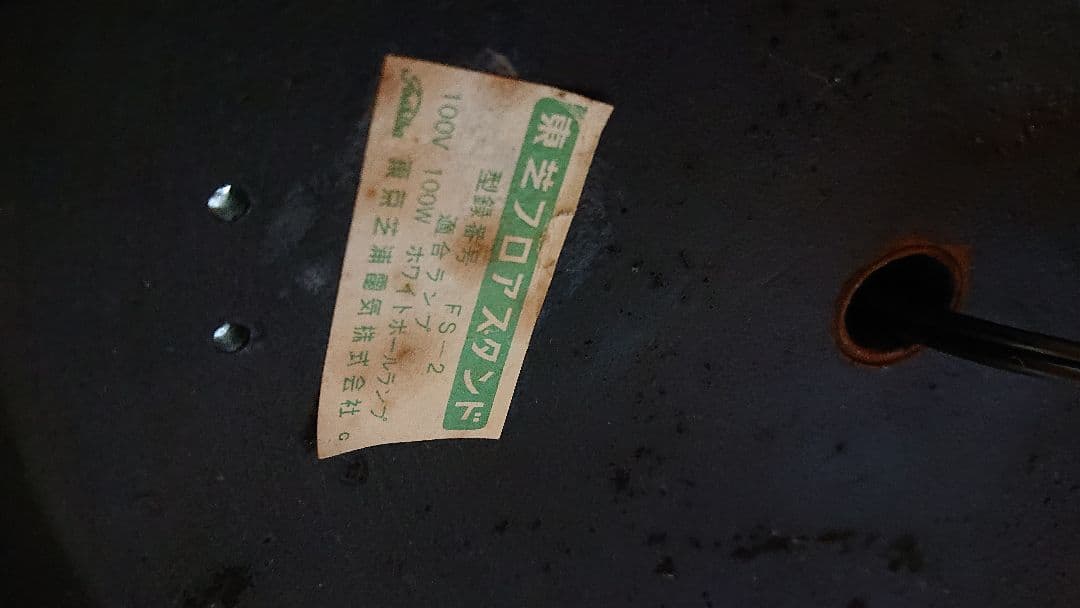 東芝フロアスタンド
型録番号 FS-2
適合ランプ
100V 100W ホワイトボールランプ
Toshiba 東京芝浦電気株式会社 G